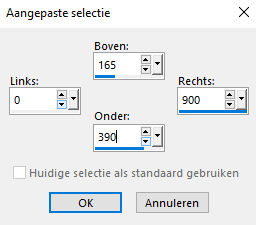 Aangepaste selectie
Boven:
165
Links:
0
Rechts:
900
Onder:
390
Huidige selectie als standaard gebruiken
OK
Annuleren